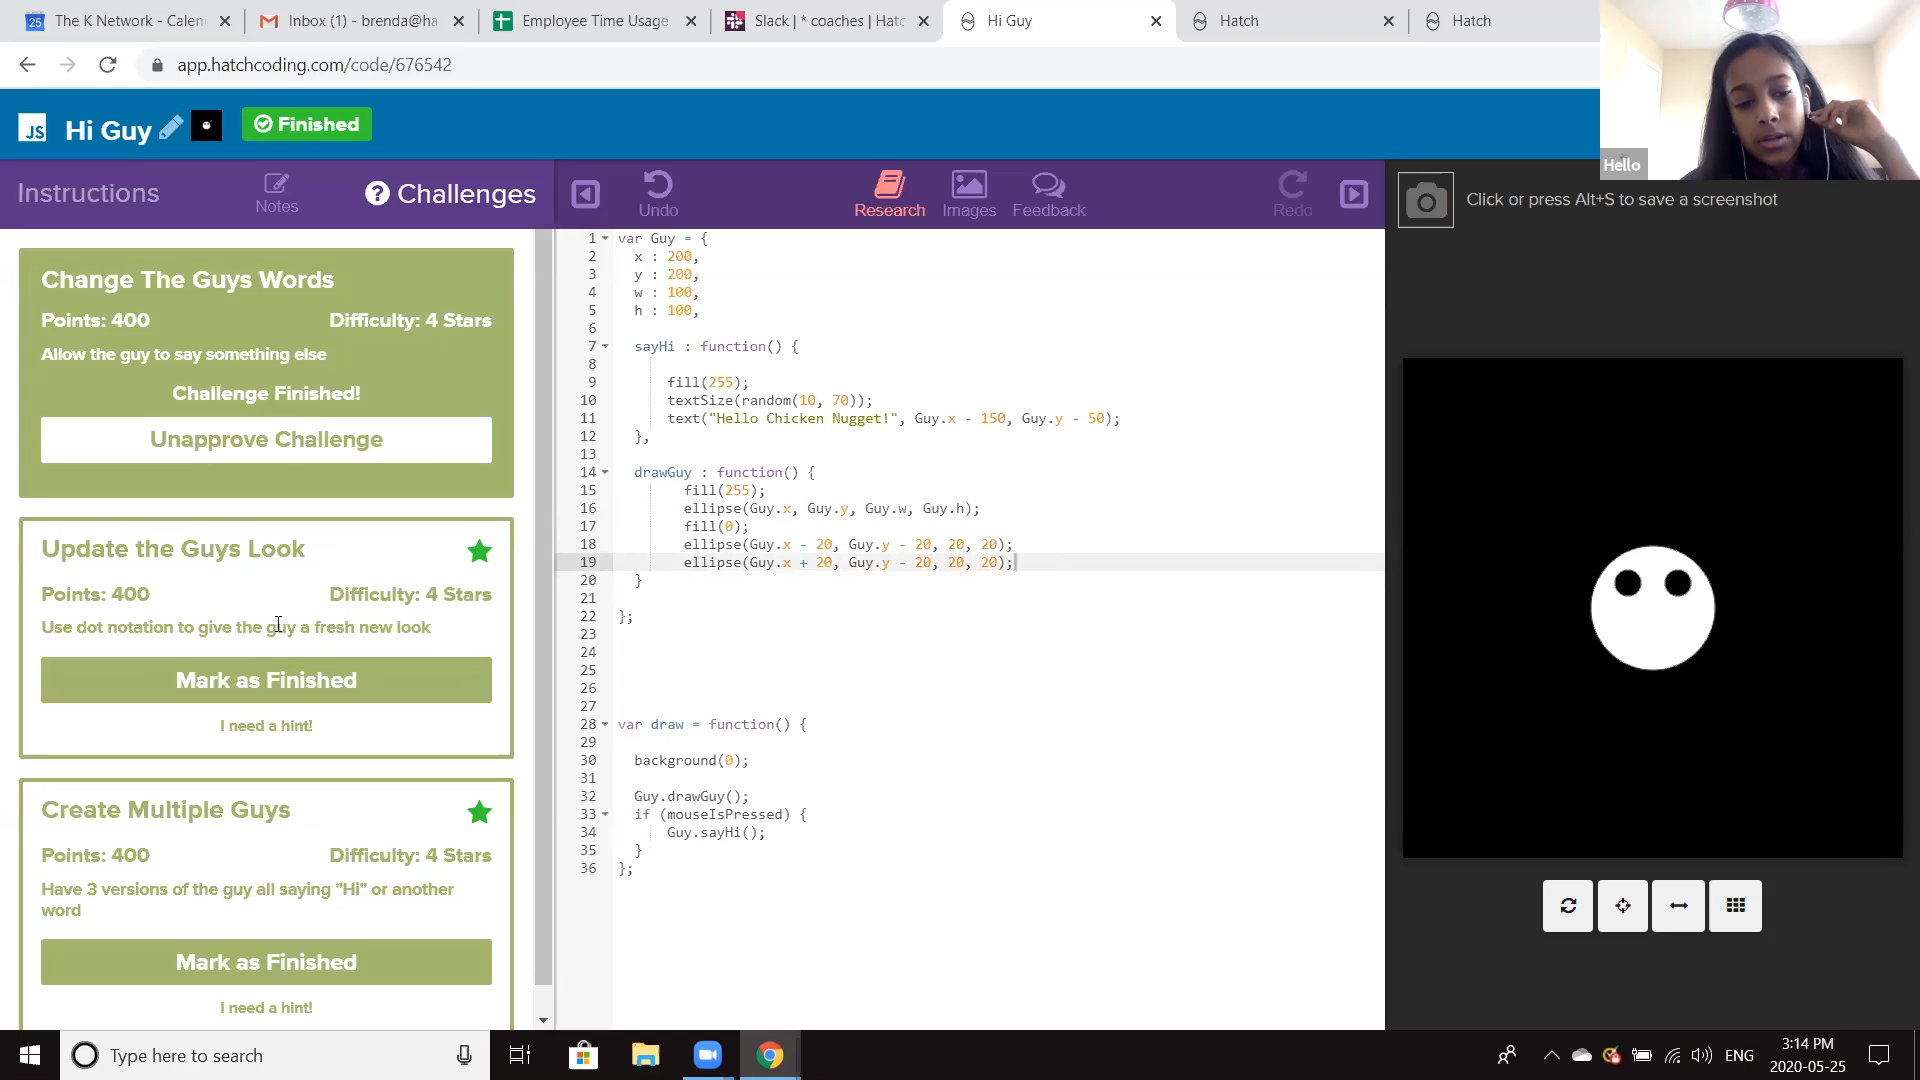 The K Network - Calen
Inbox (1) - brenda@ha
Employee Time Usage
Slack | * coaches | Hatc
Hi Guy
Hatch
Hatch
app.hatchcoding.com/code/676542
JS
Hi Guy
Finished
Hello
Instructions
Notes
? Challenges
Undo
Research
Images
Feedback
Redo
Click or press Alt+S to save a screenshot
Change The Guys Words
Points: 400
Difficulty: 4 Stars
Allow the guy to say something else
Challenge Finished!
Unapprove Challenge
Update the Guys Look
Points: 400
Difficulty: 4 Stars
Use dot notation to give the guy a fresh new look
Mark as Finished
I need a hint!
Create Multiple Guys
Points: 400
Difficulty: 4 Stars
Have 3 versions of the guy all saying "Hi" or another
word
Mark as Finished
I need a hint!
1 var Guy = {
2 x : 200,
3 y : 200,
4 w : 100,
5 h : 100,
6
7 sayHi : function() {
8
9 fill(255);
10 textSize(random(10, 70));
11 text("Hello Chicken Nugget!", Guy.x - 150, Guy.y - 50);
12 },
13
14 drawGuy : function() {
15 fill(255);
16 ellipse(Guy.x, Guy.y, Guy.w, Guy.h);
17 fill(0);
18 ellipse(Guy.x - 20, Guy.y - 20, 20, 20);
19 ellipse(Guy.x + 20, Guy.y - 20, 20, 20);
20 }
21
22 };
23
24
25
26
27
28 var draw = function() {
29
30 background(0);
31
32 Guy.drawGuy();
33 if (mouseIsPressed) {
34 Guy.sayHi();
35 }
36 };
Type here to search
ENG
3:14 PM
2020-05-25